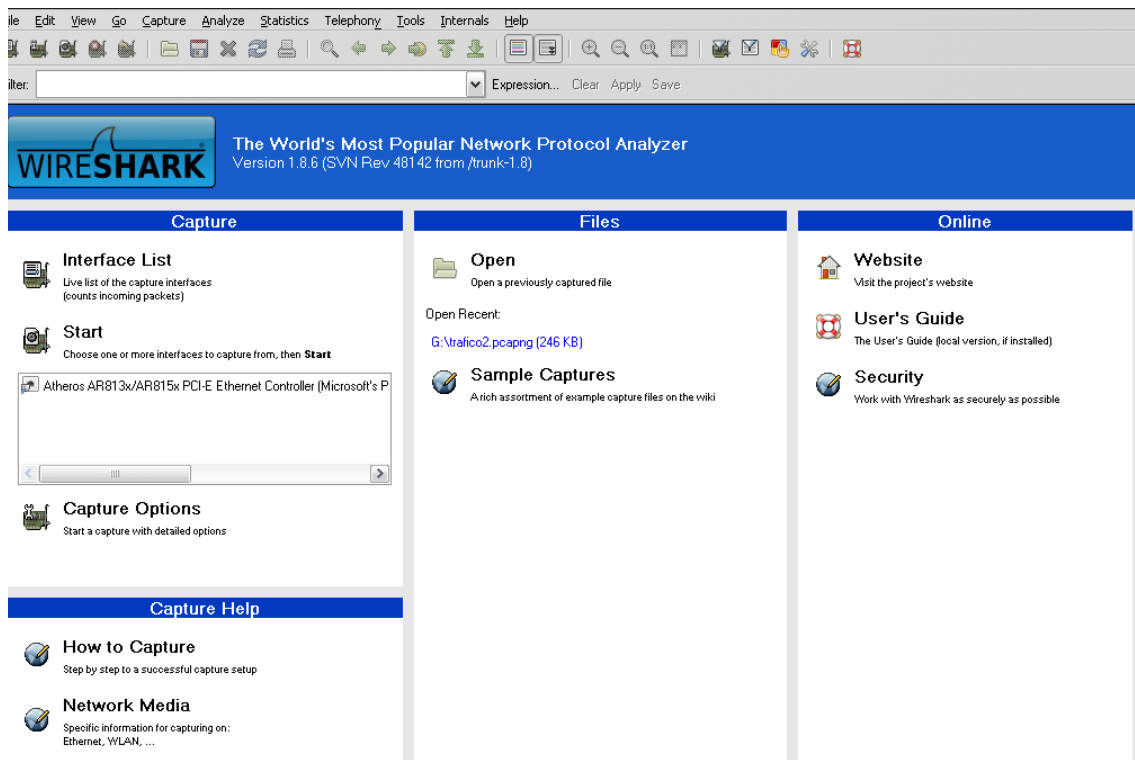 ile Edit View Go Capture Analyze Statistics Telephony Tools Internals Help
ilter: Expression... Clear Apply Save
WIRESHARK
The World's Most Popular Network Protocol Analyzer
Version 1.8.6 (SVN Rev 48142 from /trunk-1.8)
Capture
Interface List
Live list of the capture interfaces
(counts incoming packets)
Start
Choose one or more interfaces to capture from, then Start
Atheros AR813x/AR815x PCI-E Ethernet Controller (Microsoft's P
Capture Options
Start a capture with detailed options
Capture Help
How to Capture
Step by step to a successful capture setup
Network Media
Specific information for capturing on:
Ethernet, WLAN, ...
Files
Open
Open a previously captured file
Open Recent:
G:\trafico2.pcapng (246 KB)
Sample Captures
A rich assortment of example capture files on the wiki
Online
Website
Visit the project's website
User's Guide
The User's Guide (local version, if installed)
Security
Work with Wireshark as securely as possible